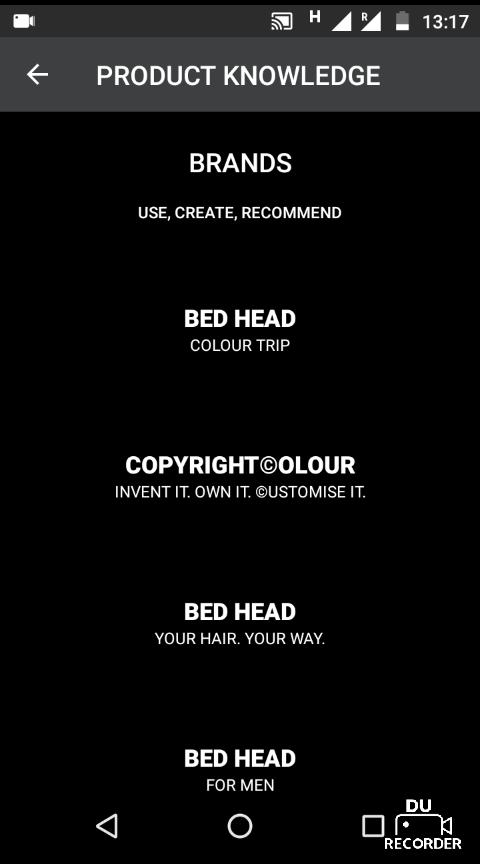 H R 13:17
PRODUCT KNOWLEDGE
BRANDS
USE, CREATE, RECOMMEND
BED HEAD
COLOUR TRIP
COPYRIGHT©OLOUR
INVENT IT. OWN IT. ©USTOMISE IT.
BED HEAD
YOUR HAIR. YOUR WAY.
BED HEAD
FOR MEN
DU
RECORDER